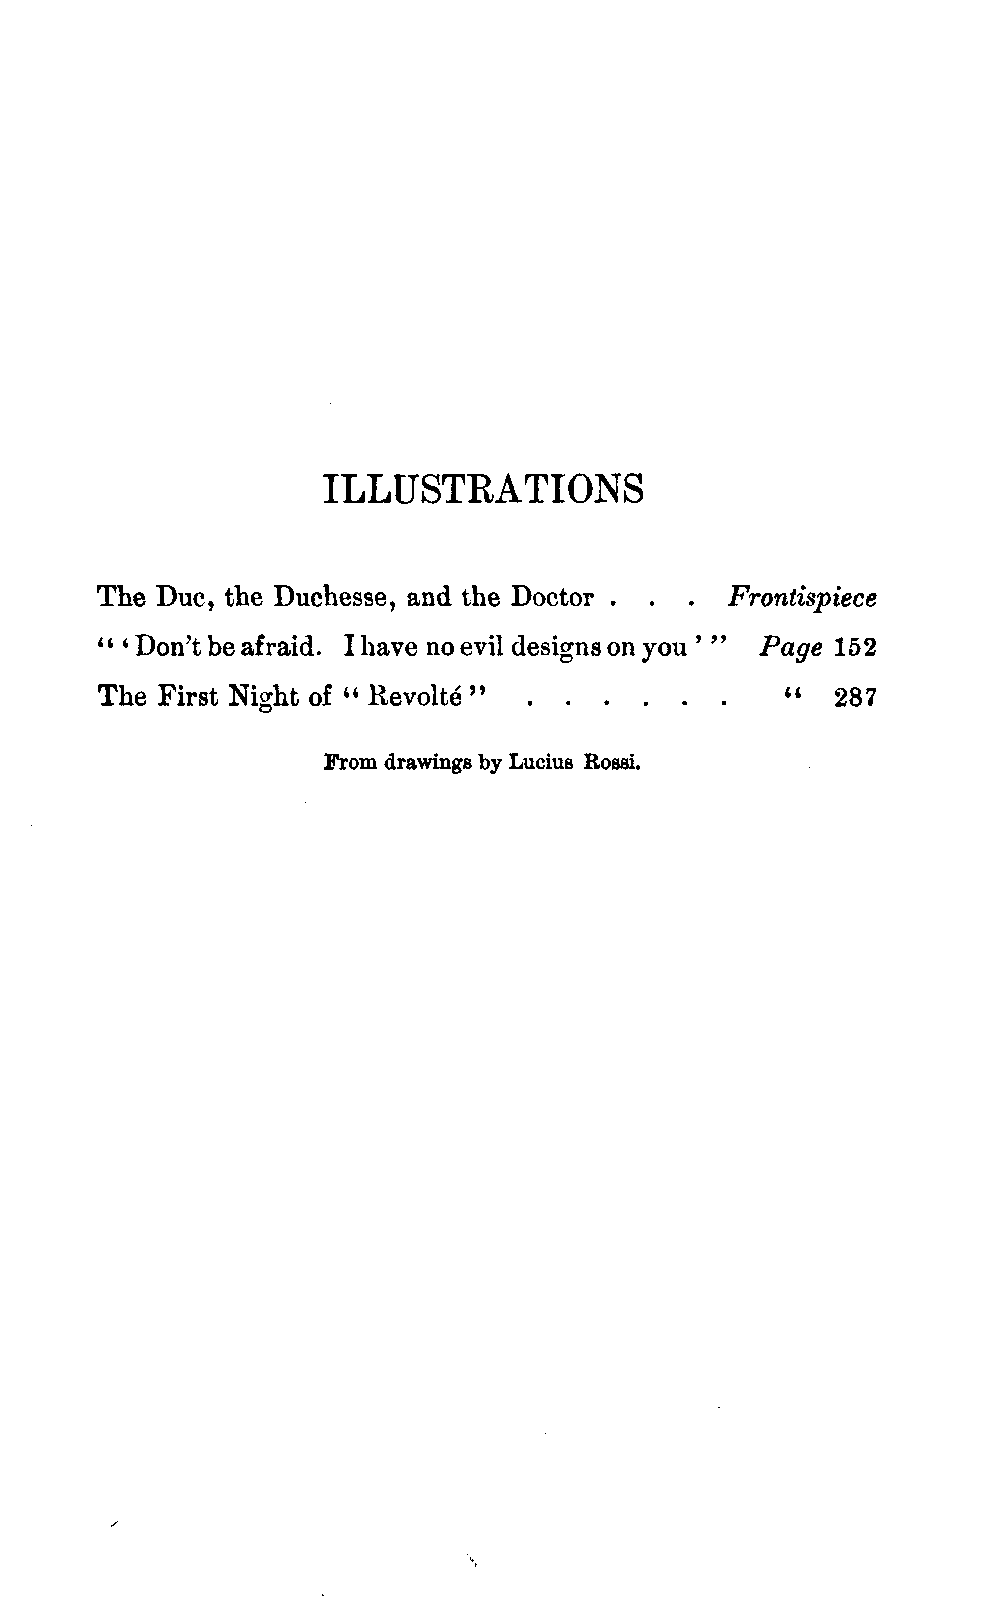 ILLUSTRATIONS
The Duc, the Duchesse, and the Doctor . . . Frontispiece
“ ‘ Don’t be afraid. I have no evil designs on you ’ ” Page 152
The First Night of “ Revolté ” . . . . . . “ 287
From drawings by Lucius Rossi.